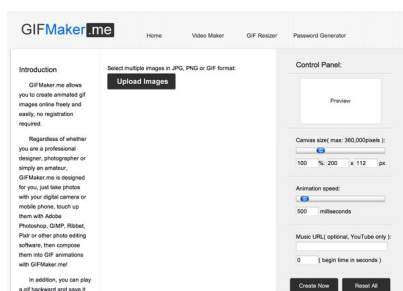 GIFMaker.me
Home Video Maker GIF Resizer Password Generator
Introduction
GIFMaker.me allows
you to create animated gif
images online freely and
easily, no registration
required.
Regardless of whether
you are a professional
designer, photographer or
simply an amateur,
GIFMaker.me is designed
for you, just take photos
with your digital camera or
mobile phone, touch up
them with Adobe
Photoshop, GIMP, Ribbet,
Pixlr or other photo editing
software, then compose
them into GIF animations
with GIFMaker.me!
In addition, you can play
a gif backward and save it
Select multiple images in JPG, PNG or GIF format:
Upload Images
Control Panel:
Preview
Canvas size( max: 360,000pixels ):
100 %: 200 x 112 px
Animation speed:
500 milliseconds
Music URL( optional, YouTube only ):
0 ( begin time in seconds )
Create Now Reset All